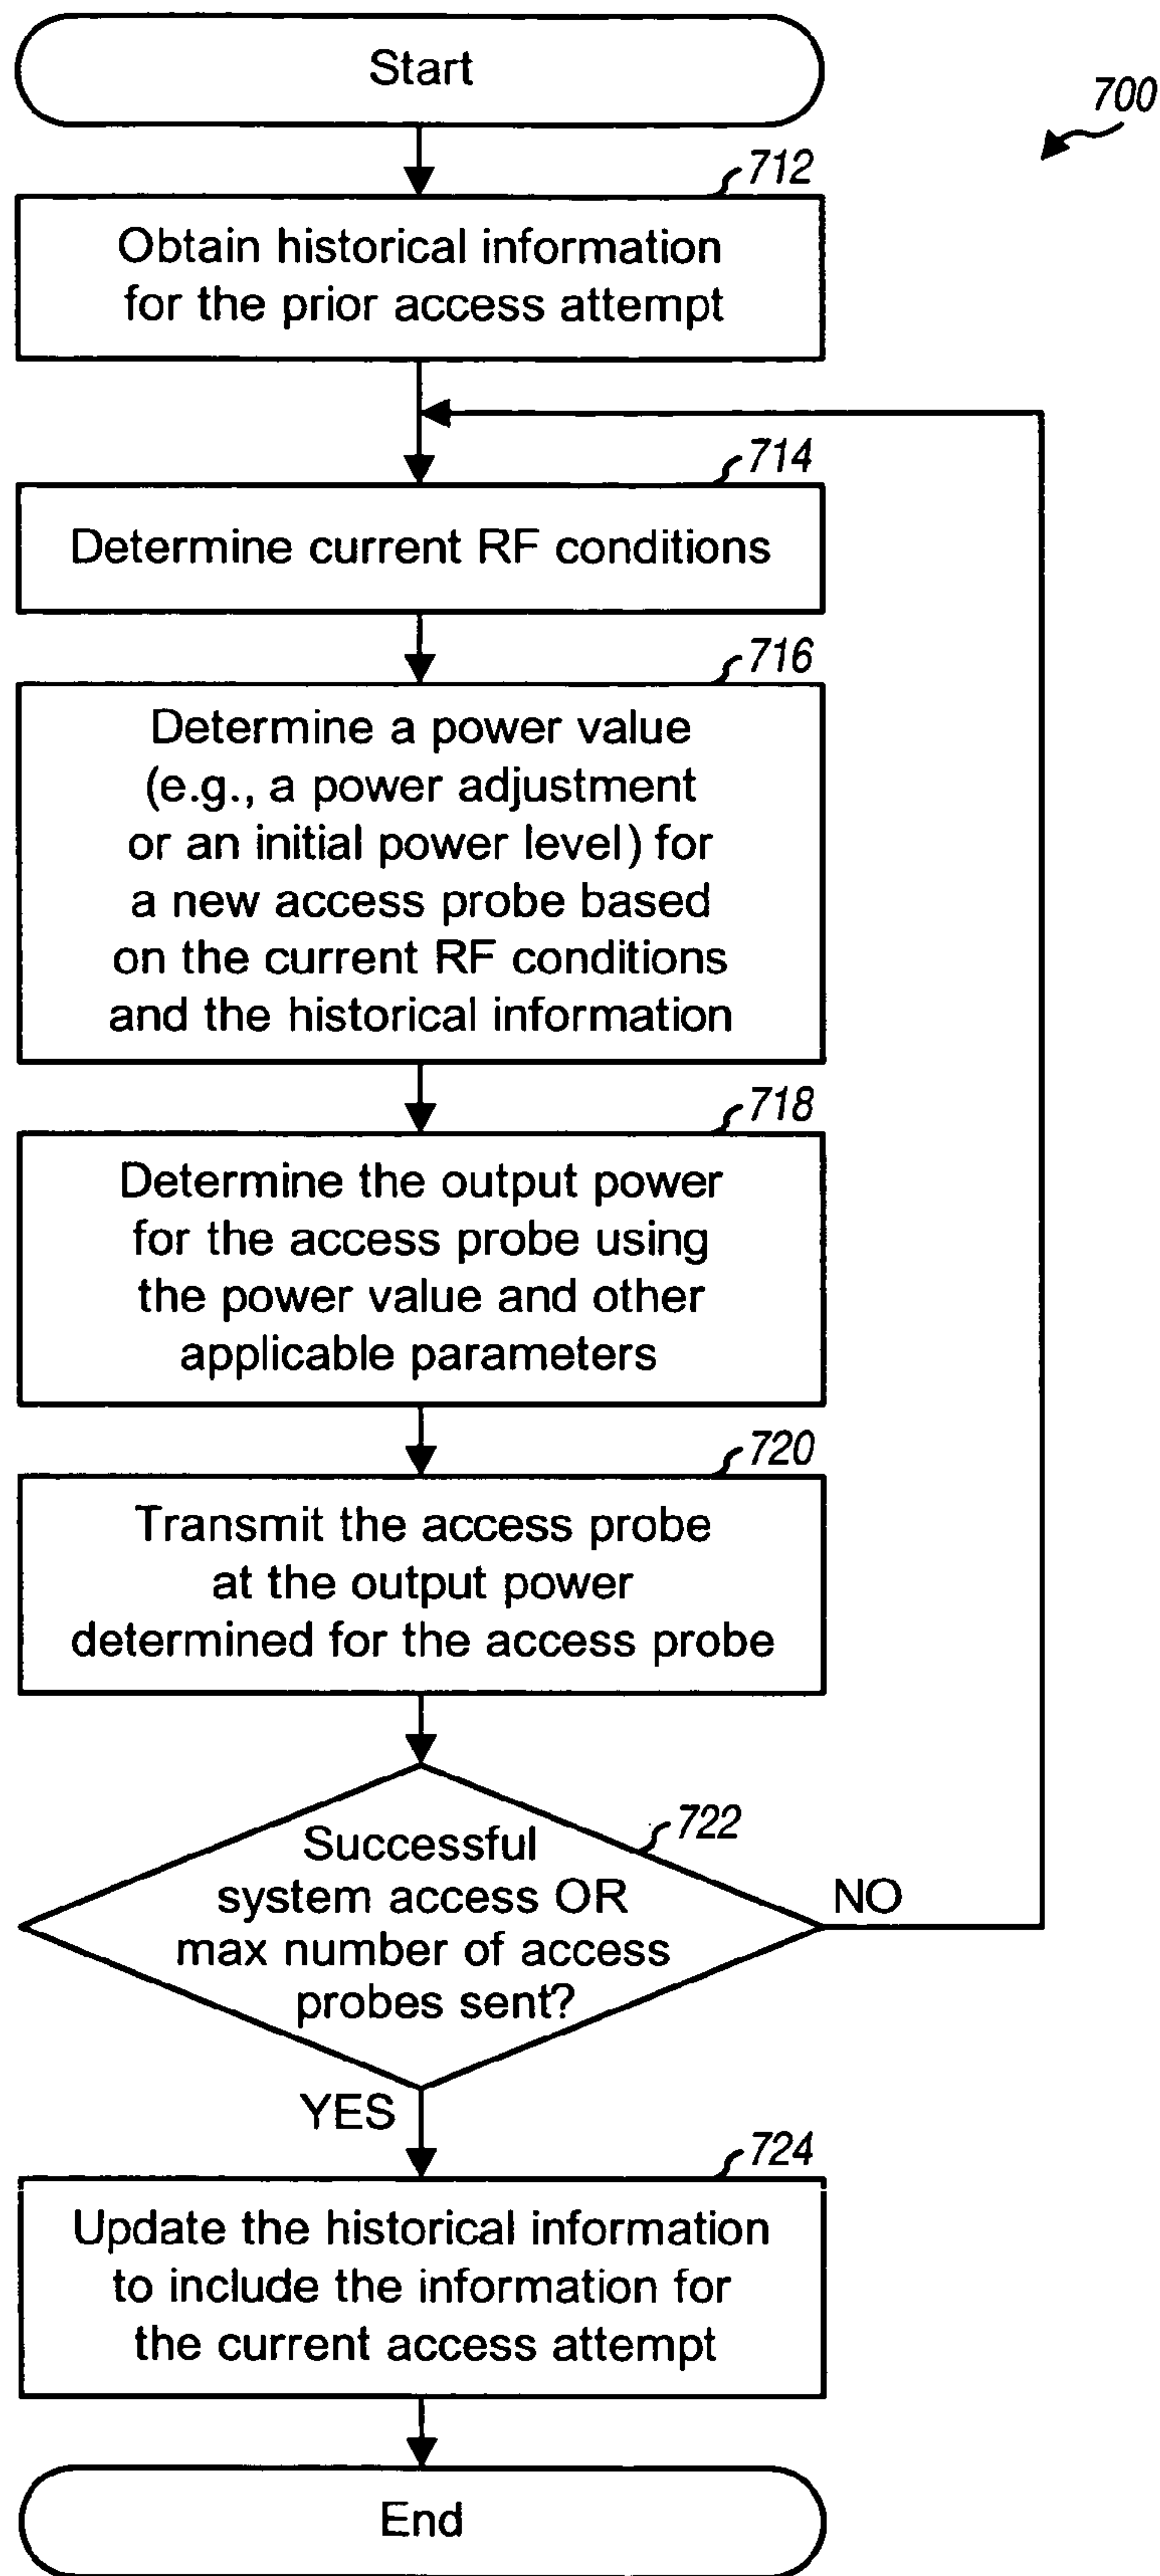 Start
700
712
Obtain historical information
for the prior access attempt
714
Determine current RF conditions
716
Determine a power value
(e.g., a power adjustment
or an initial power level) for
a new access probe based
on the current RF conditions
and the historical information
718
Determine the output power
for the access probe using
the power value and other
applicable parameters
720
Transmit the access probe
at the output power
determined for the access probe
722
Successful
system access OR
max number of access
probes sent?
NO
YES
724
Update the historical information
to include the information for
the current access attempt
End